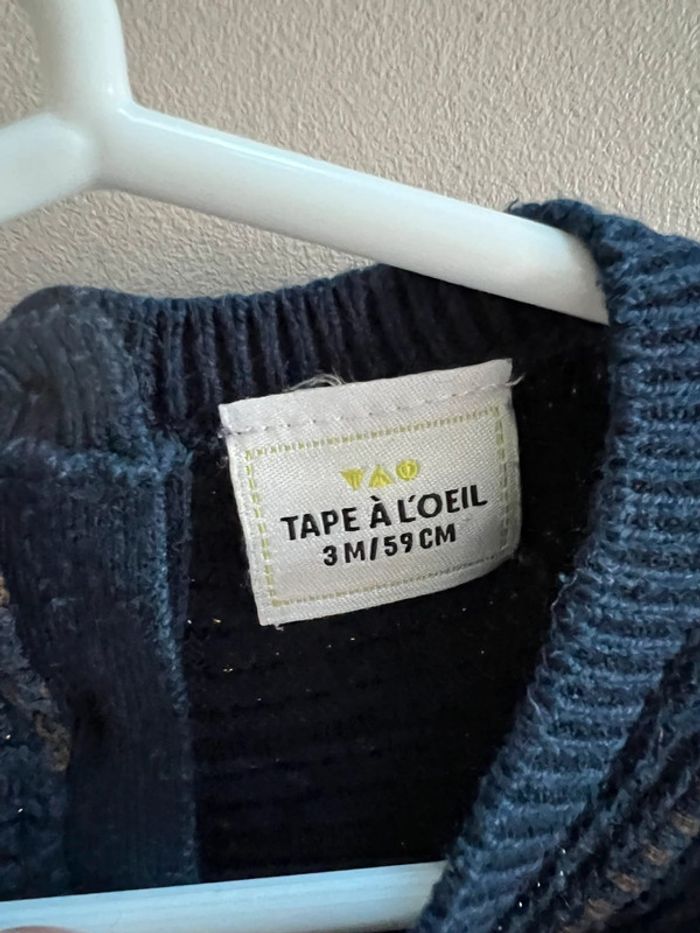 TAO
TAPE À L'OEIL
3 M/59 CM